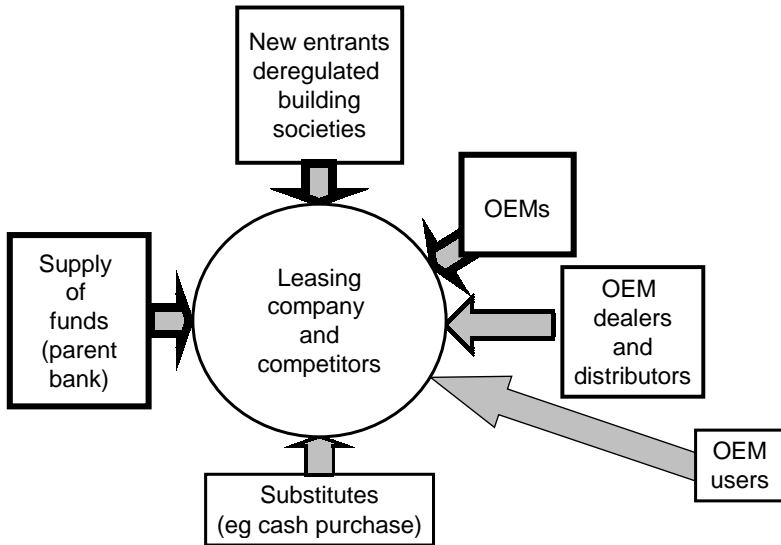 New entrants
deregulated
building
societies
OEMs
Supply
of
funds
(parent
bank)
Leasing
company
and
competitors
OEM
dealers
and
distributors
OEM
users
Substitutes
(eg cash purchase)